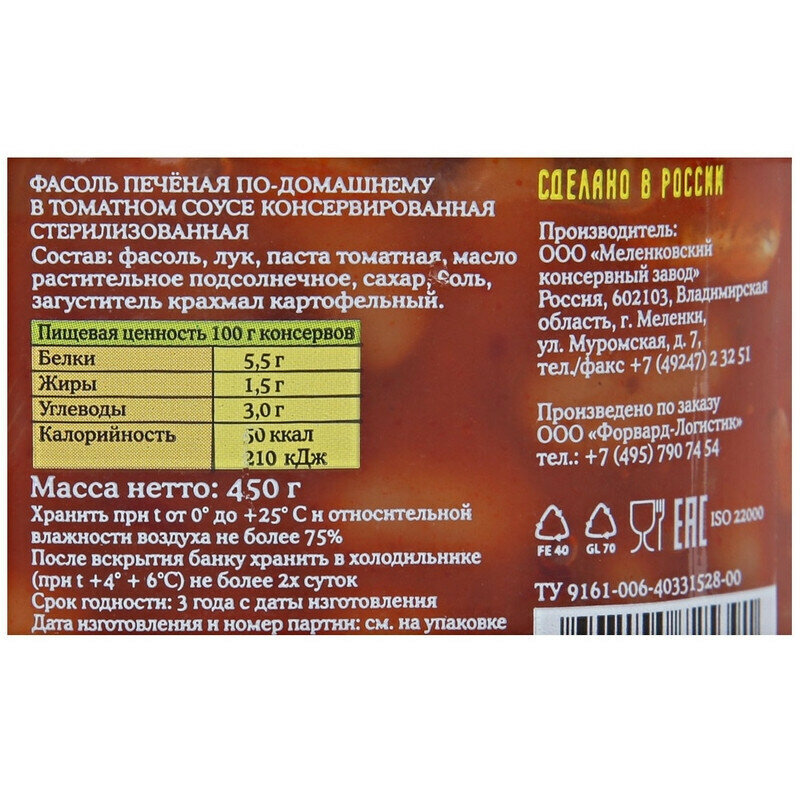 ФАСОЛЬ ПЕЧЁНАЯ ПО-ДОМАШНЕМУ
В ТОМАТНОМ СОУСЕ КОНСЕРВИРОВАННАЯ
СТЕРИЛИЗОВАННАЯ
Состав: фасоль, лук, паста томатная, масло
растительное подсолнечное, сахар, соль,
загуститель крахмал картофельный.
Пищевая ценность 100 г консервов
Белки 5,5 г
Жиры 1,5 г
Углеводы 3,0 г
Калорийность 50 ккал
210 кДж
Масса нетто: 450 г
Хранить при t от 0° до +25° С и относительной
влажности воздуха не более 75%
После вскрытия банку хранить в холодильнике
(при t +4° + 6°С) не более 2х суток
Срок годности: 3 года с даты изготовления
Дата изготовления и номер партии: см. на упаковке
СДЕЛАНО В РОССИИ
Производитель:
ООО «Меленковский
консервный завод»
Россия, 602103, Владимирская
область, г. Меленки,
ул. Муромская, д. 7,
тел./факс +7 (49247) 2 32 51
Произведено по заказу
ООО «Форвард-Логистик»
тел.: +7 (495) 790 74 54
FE 40 GL 70 EAC ISO 22000
ТУ 9161-006-40331528-00